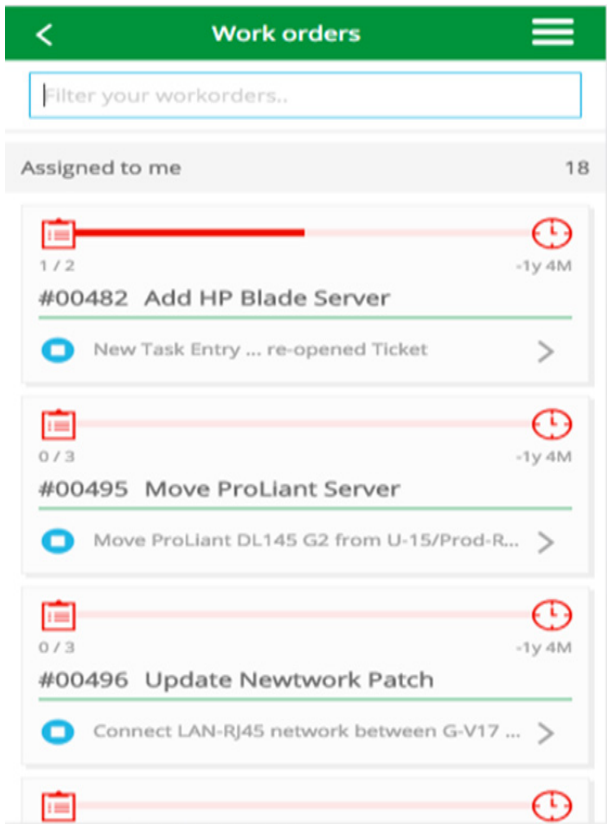 Work orders
Filter your workorders..
Assigned to me 18
1 / 2 -1y 4M
#00482 Add HP Blade Server
New Task Entry ... re-opened Ticket
0 / 3 -1y 4M
#00495 Move ProLiant Server
Move ProLiant DL145 G2 from U-15/Prod-R...
0 / 3 -1y 4M
#00496 Update Newtwork Patch
Connect LAN-RJ45 network between G-V17 ...